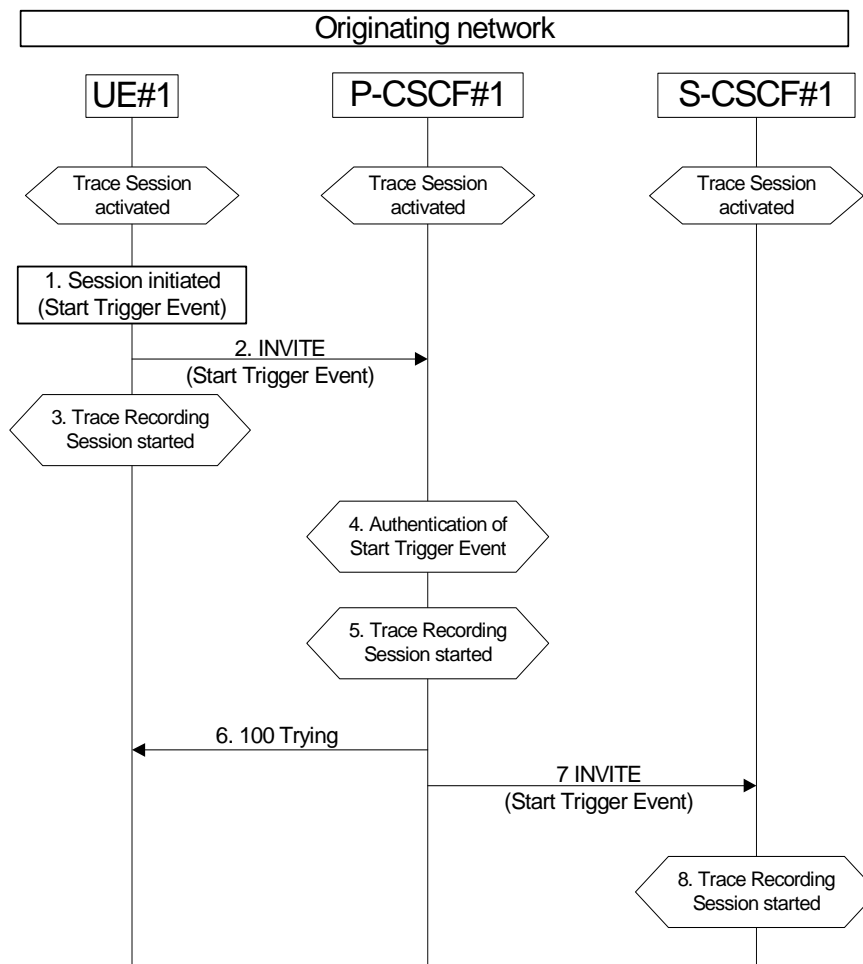 Originating network
UE#1
P-CSCF#1
S-CSCF#1
Trace Session
activated
Trace Session
activated
Trace Session
activated
1. Session initiated
(Start Trigger Event)
2. INVITE
(Start Trigger Event)
3. Trace Recording
Session started
4. Authentication of
Start Trigger Event
5. Trace Recording
Session started
6. 100 Trying
7 INVITE
(Start Trigger Event)
8. Trace Recording
Session started